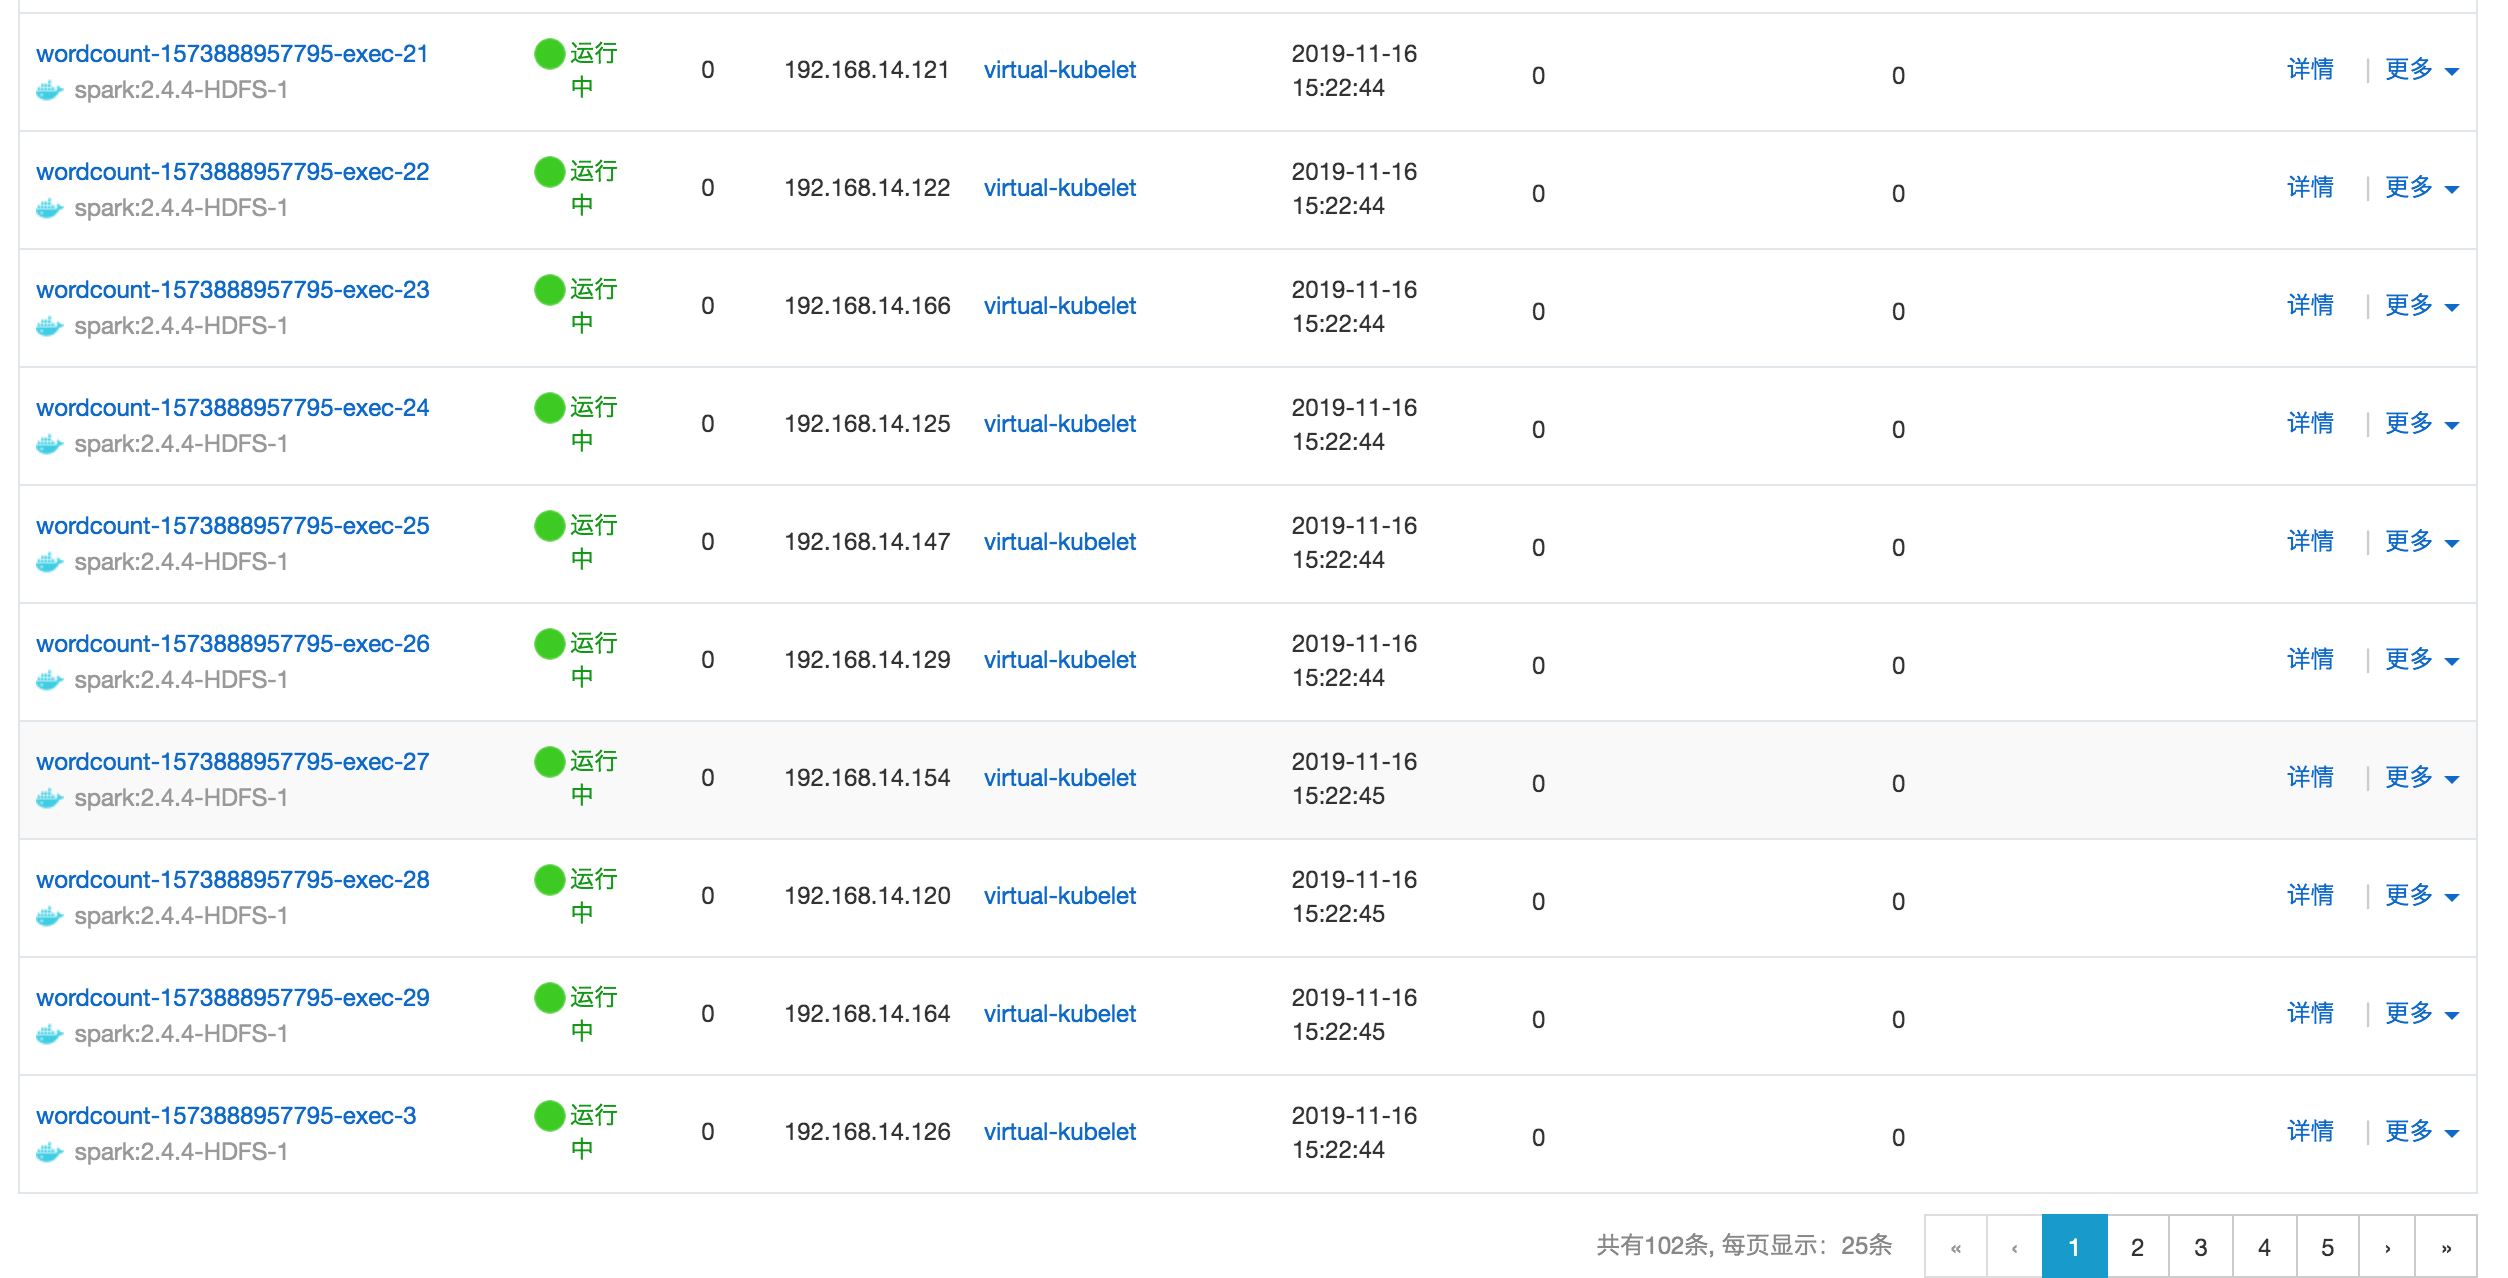 wordcount-1573888957795-exec-21 运行中 0 192.168.14.121 virtual-kubelet 2019-11-16 15:22:44 0 0 详情 | 更多
spark:2.4.4-HDFS-1
wordcount-1573888957795-exec-22 运行中 0 192.168.14.122 virtual-kubelet 2019-11-16 15:22:44 0 0 详情 | 更多
spark:2.4.4-HDFS-1
wordcount-1573888957795-exec-23 运行中 0 192.168.14.166 virtual-kubelet 2019-11-16 15:22:44 0 0 详情 | 更多
spark:2.4.4-HDFS-1
wordcount-1573888957795-exec-24 运行中 0 192.168.14.125 virtual-kubelet 2019-11-16 15:22:44 0 0 详情 | 更多
spark:2.4.4-HDFS-1
wordcount-1573888957795-exec-25 运行中 0 192.168.14.147 virtual-kubelet 2019-11-16 15:22:44 0 0 详情 | 更多
spark:2.4.4-HDFS-1
wordcount-1573888957795-exec-26 运行中 0 192.168.14.129 virtual-kubelet 2019-11-16 15:22:44 0 0 详情 | 更多
spark:2.4.4-HDFS-1
wordcount-1573888957795-exec-27 运行中 0 192.168.14.154 virtual-kubelet 2019-11-16 15:22:45 0 0 详情 | 更多
spark:2.4.4-HDFS-1
wordcount-1573888957795-exec-28 运行中 0 192.168.14.120 virtual-kubelet 2019-11-16 15:22:45 0 0 详情 | 更多
spark:2.4.4-HDFS-1
wordcount-1573888957795-exec-29 运行中 0 192.168.14.164 virtual-kubelet 2019-11-16 15:22:45 0 0 详情 | 更多
spark:2.4.4-HDFS-1
wordcount-1573888957795-exec-3 运行中 0 192.168.14.126 virtual-kubelet 2019-11-16 15:22:44 0 0 详情 | 更多
spark:2.4.4-HDFS-1
共有102条, 每页显示：25条 « ‹ 1 2 3 4 5 › »